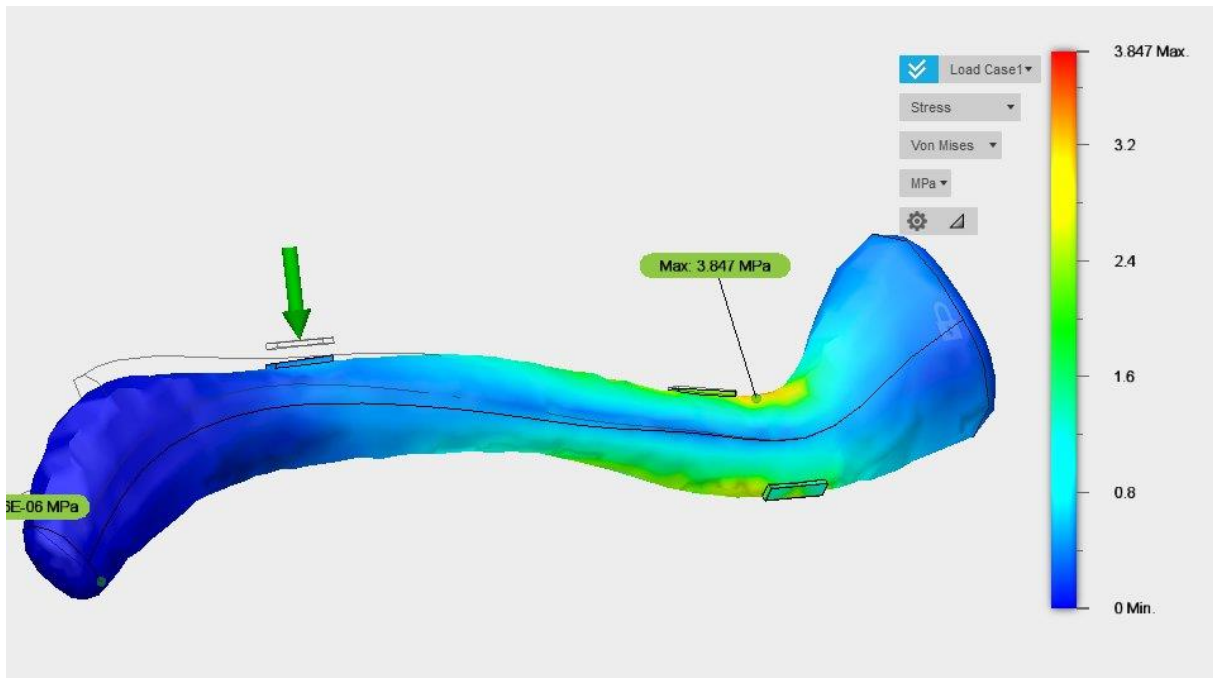 Load Case1
Stress
Von Mises
MPa
3.847 Max.
3.2
2.4
1.6
0.8
0 Min.
Max: 3.847 MPa
6E-06 MPa